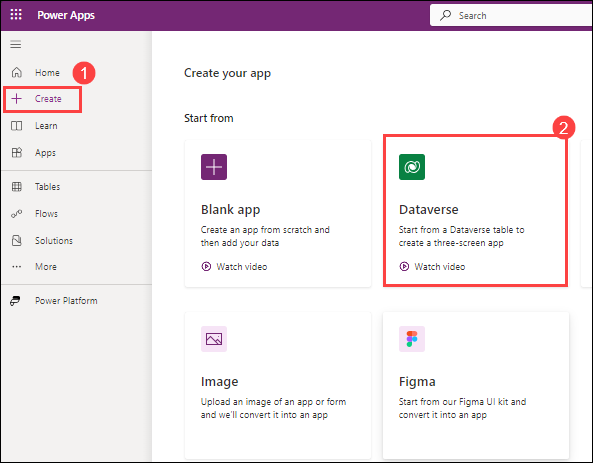 Power Apps
Search
Home
1
Create
Learn
Apps
Tables
Flows
Solutions
More
Power Platform
Create your app
Start from
2
Blank app
Create an app from scratch and
then add your data
Watch video
Dataverse
Start from a Dataverse table to
create a three-screen app
Watch video
Image
Upload an image of an app or form
and we'll convert it into an app
Figma
Start from our Figma UI kit and
convert it into an app